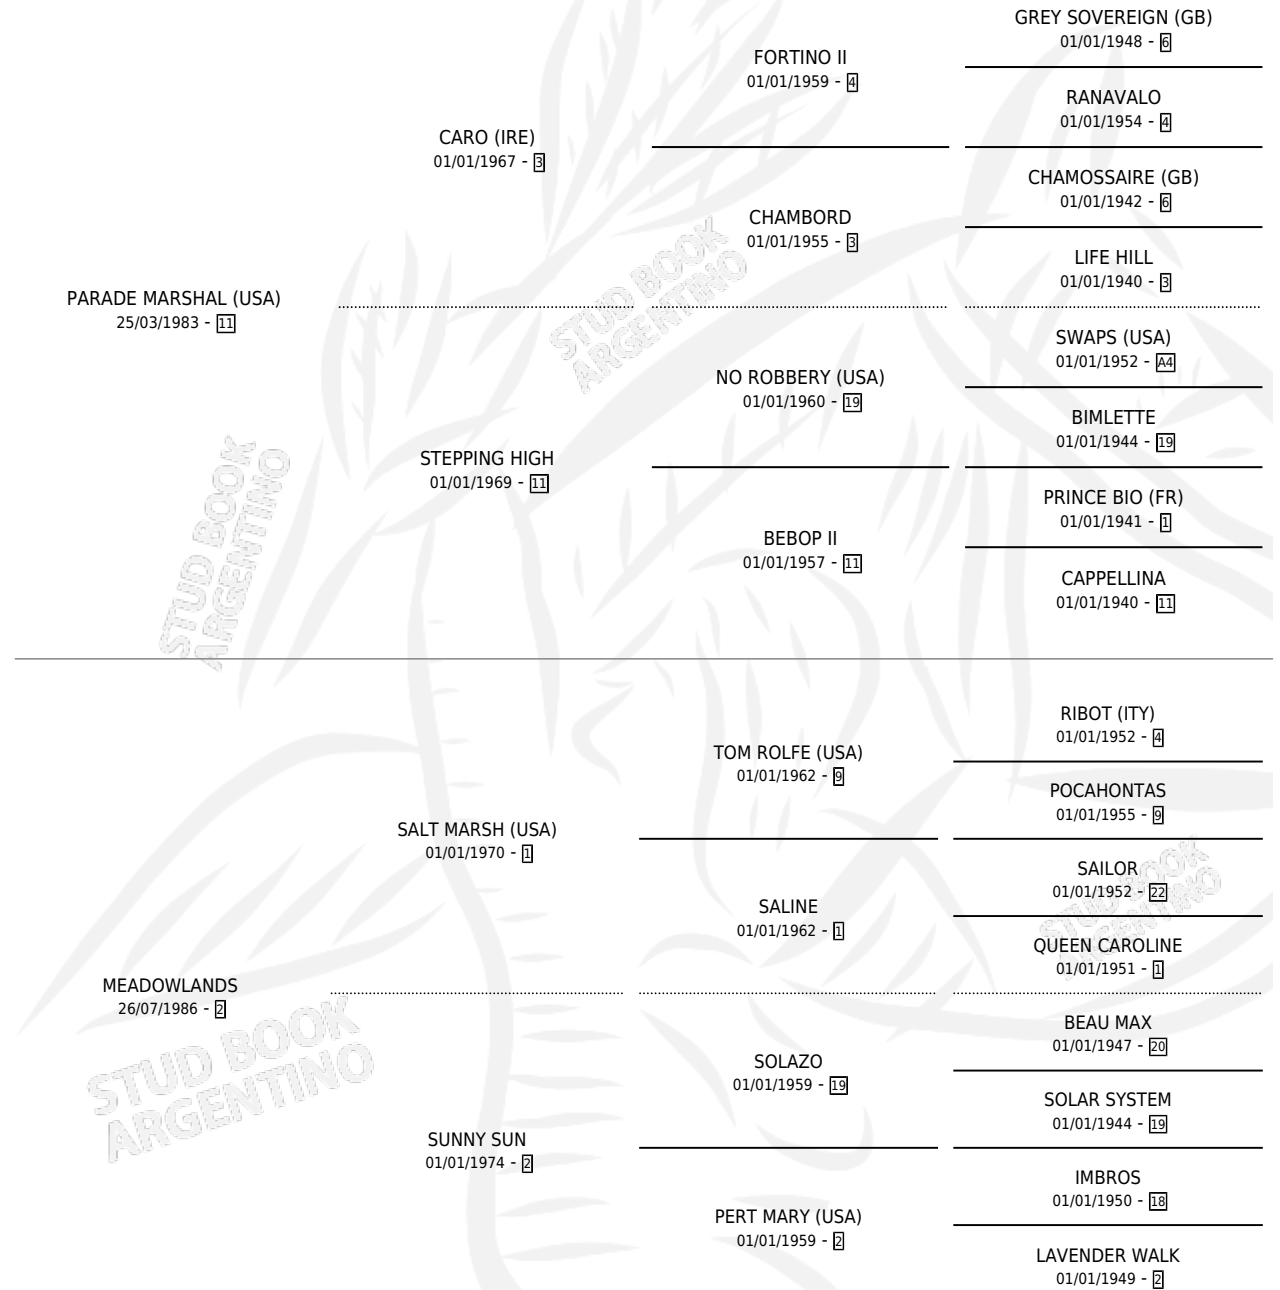 GREY SOVEREIGN (GB)
01/01/1948 - 6
FORTINO II
01/01/1959 - 4
RANAVALO
01/01/1954 - 4
CARO (IRE)
01/01/1967 - 3
CHAMOSSAIRE (GB)
01/01/1942 - 6
CHAMBORD
01/01/1955 - 3
LIFE HILL
01/01/1940 - 3
PARADE MARSHAL (USA)
25/03/1983 - 11
SWAPS (USA)
01/01/1952 - A4
NO ROBBERY (USA)
01/01/1960 - 19
BIMLETTE
01/01/1944 - 19
STEPPING HIGH
01/01/1969 - 11
PRINCE BIO (FR)
01/01/1941 - 1
BEBOP II
01/01/1957 - 11
CAPPELLINA
01/01/1940 - 11
RIBOT (ITY)
01/01/1952 - 4
TOM ROLFE (USA)
01/01/1962 - 9
POCAHONTAS
01/01/1955 - 9
SALT MARSH (USA)
01/01/1970 - 1
SAILOR
01/01/1952 - 22
SALINE
01/01/1962 - 1
QUEEN CAROLINE
01/01/1951 - 1
MEADOWLANDS
26/07/1986 - 2
BEAU MAX
01/01/1947 - 20
SOLAZO
01/01/1959 - 19
SOLAR SYSTEM
01/01/1944 - 19
SUNNY SUN
01/01/1974 - 2
IMBROS
01/01/1950 - 18
PERT MARY (USA)
01/01/1959 - 2
LAVENDER WALK
01/01/1949 - 2
STUD BOOK
ARGENTINO
STUD BOOK
ARGENTINO
STUD BOOK
ARGENTINO
STUD BOOK
ARGENTINO